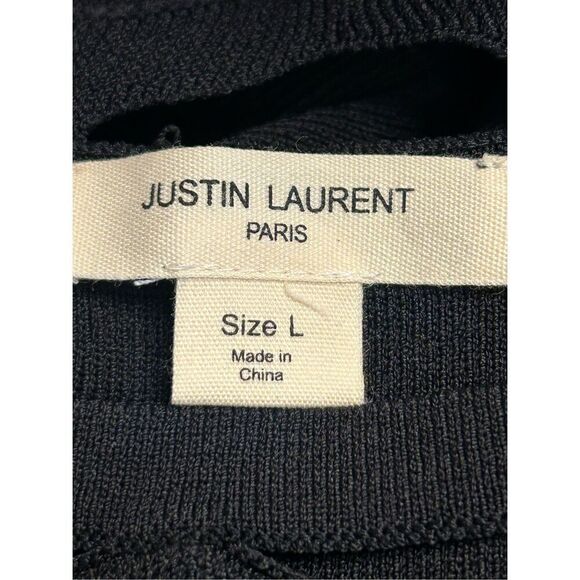 JUSTIN LAURENT
PARIS
Size L
Made in
China